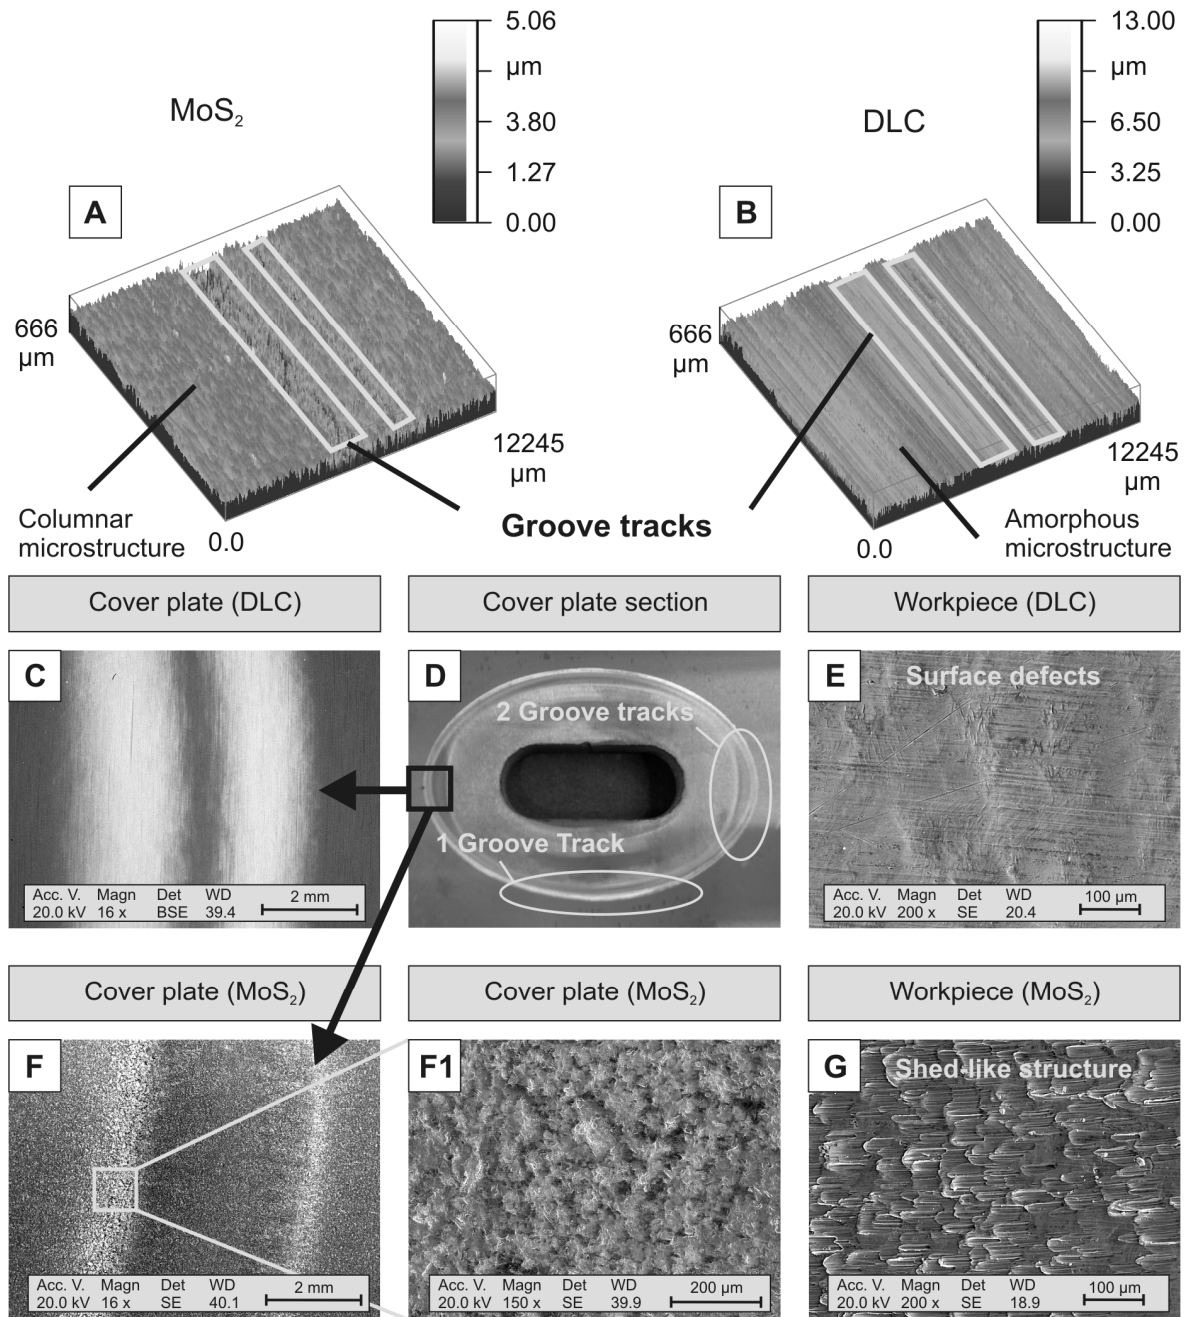 MoS₂
5.06
µm
3.80
1.27
0.00
DLC
13.00
µm
6.50
3.25
0.00
A
666
µm
12245
µm
0.0
Columnar
microstructure
Groove tracks
B
666
µm
12245
µm
0.0
Amorphous
microstructure
Cover plate (DLC)
Cover plate section
Workpiece (DLC)
C
Acc. V. Magn Det WD 2 mm
20.0 kV 16 x BSE 39.4
D
2 Groove tracks
1 Groove Track
E
Surface defects
Acc. V. Magn Det WD 100 µm
20.0 kV 200 x SE 20.4
Cover plate (MoS₂)
Cover plate (MoS₂)
Workpiece (MoS₂)
F
Acc. V. Magn Det WD 2 mm
20.0 kV 16 x SE 40.1
F1
Acc. V. Magn Det WD 200 µm
20.0 kV 150 x SE 39.9
G
Shed-like structure
Acc. V. Magn Det WD 100 µm
20.0 kV 200 x SE 18.9